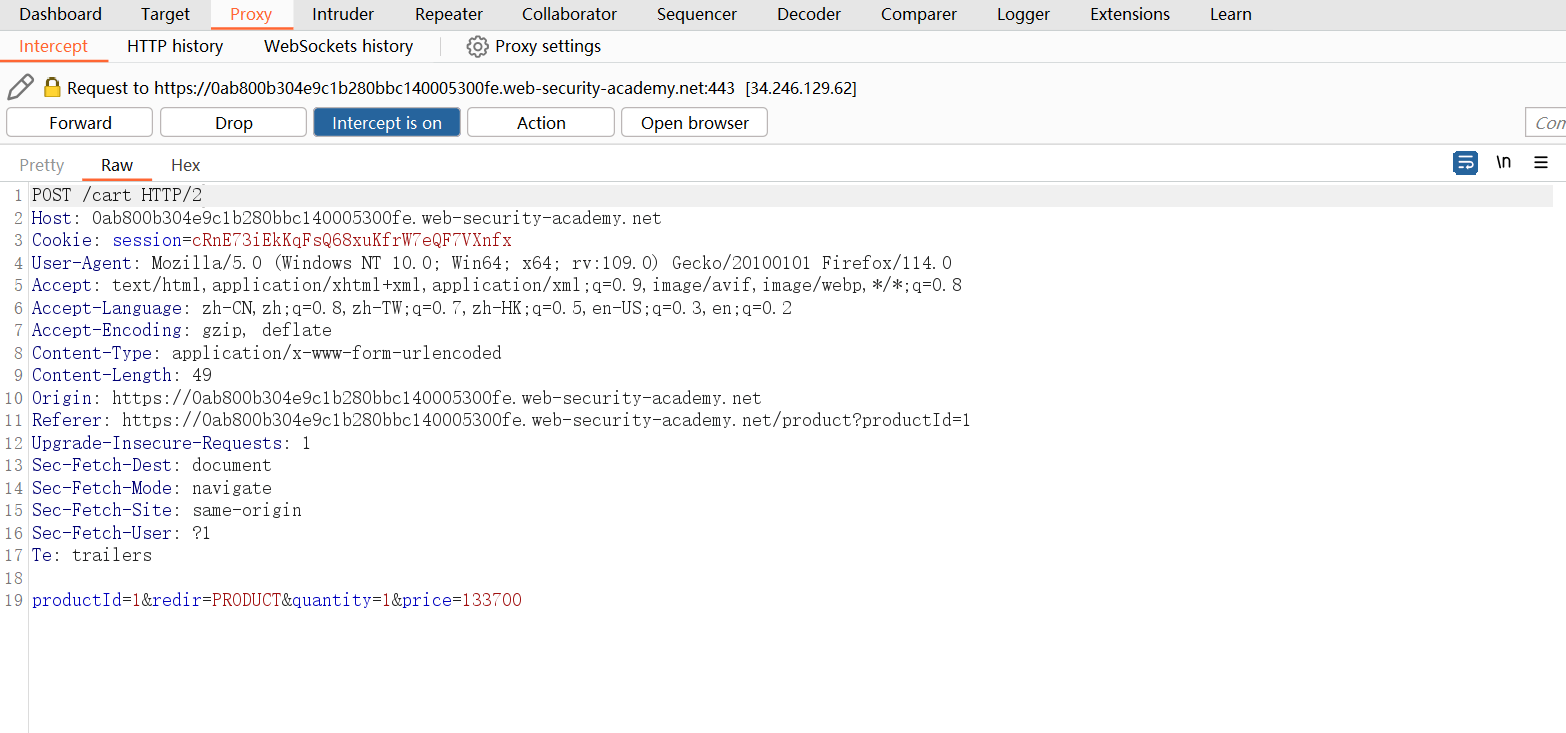 Dashboard Target Proxy Intruder Repeater Collaborator Sequencer Decoder Comparer Logger Extensions Learn
Intercept HTTP history WebSockets history Proxy settings
Request to https://0ab800b304e9c1b280bbc140005300fe.web-security-academy.net:443 [34.246.129.62]
Forward Drop Intercept is on Action Open browser Con
Pretty Raw Hex \n
1 POST /cart HTTP/2
2 Host: 0ab800b304e9c1b280bbc140005300fe.web-security-academy.net
3 Cookie: session=cRnE73iEkKqFsQ68xuKfrW7eQF7VXnfx
4 User-Agent: Mozilla/5.0 (Windows NT 10.0; Win64; x64; rv:109.0) Gecko/20100101 Firefox/114.0
5 Accept: text/html,application/xhtml+xml,application/xml;q=0.9,image/avif,image/webp,*/*;q=0.8
6 Accept-Language: zh-CN,zh;q=0.8,zh-TW;q=0.7,zh-HK;q=0.5,en-US;q=0.3,en;q=0.2
7 Accept-Encoding: gzip, deflate
8 Content-Type: application/x-www-form-urlencoded
9 Content-Length: 49
10 Origin: https://0ab800b304e9c1b280bbc140005300fe.web-security-academy.net
11 Referer: https://0ab800b304e9c1b280bbc140005300fe.web-security-academy.net/product?productId=1
12 Upgrade-Insecure-Requests: 1
13 Sec-Fetch-Dest: document
14 Sec-Fetch-Mode: navigate
15 Sec-Fetch-Site: same-origin
16 Sec-Fetch-User: ?1
17 Te: trailers
18
19 productId=1&redir=PRODUCT&quantity=1&price=133700